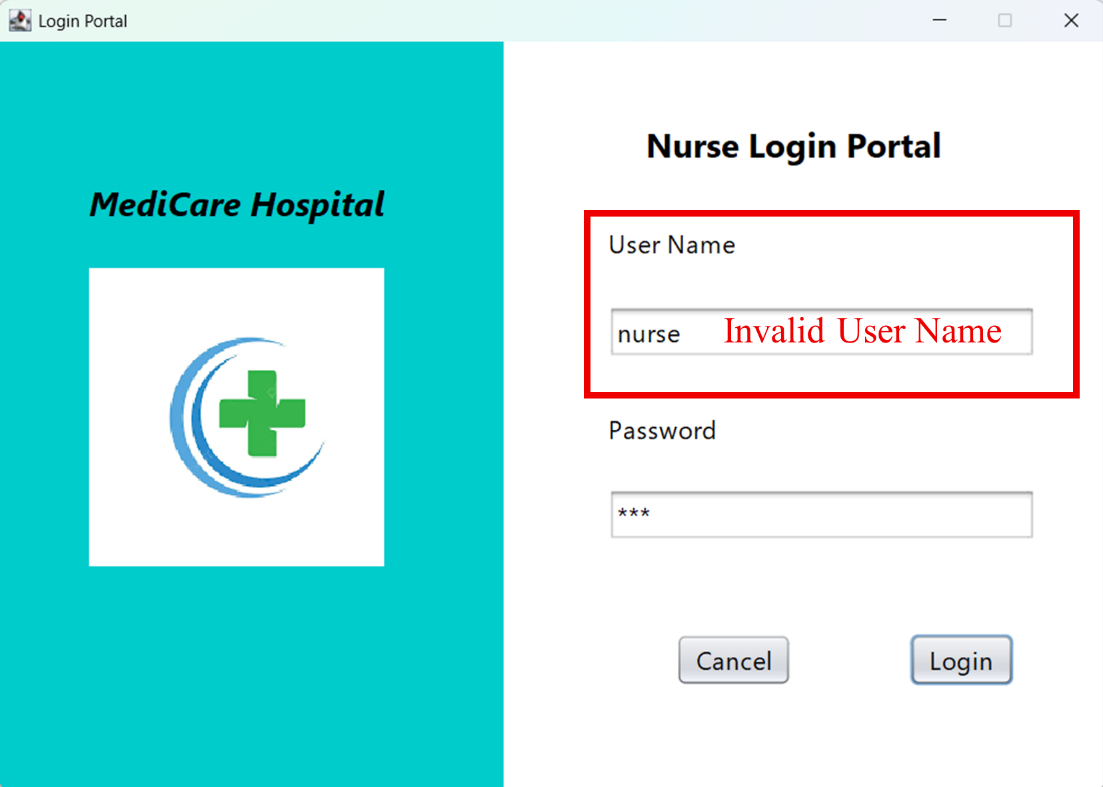 Login Portal
MediCare Hospital
Nurse Login Portal
User Name
nurse Invalid User Name
Password
***
Cancel Login